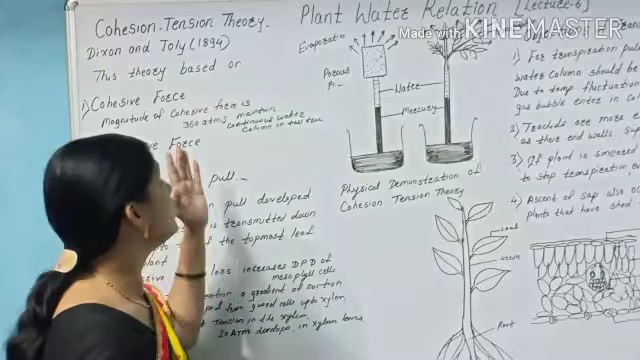 Plant Water Relation
[Lecture-6]
Made with KINEMASTER
Cohesion-Tension Theory-
Dixon and Joly (1894)
This theory based on
1) Cohesive Force
Magnitude of Cohesive force is
350 atms maintain
continuous water
column in tall tree
Force
pull.-
pull developed
is transmitted down
of the topmost leaf
loss increases DPD of
mesophyll cells
a gradient of suction
from guard cells upto xylem
Tension in the xylem
20 Atm develops in xylem
Evaporation
Porous
Water
Mercury
Physical Demonstration of
Cohesion Tension Theory
Leaf
Root
1) For transpiration pull
water column should be
Due to temp. fluctuation
gas bubble enter in
2) Tracheids are more
as their end walls
3) If plant is smeared
to stop transpiration
4) Ascent of sap also
plants that have shed